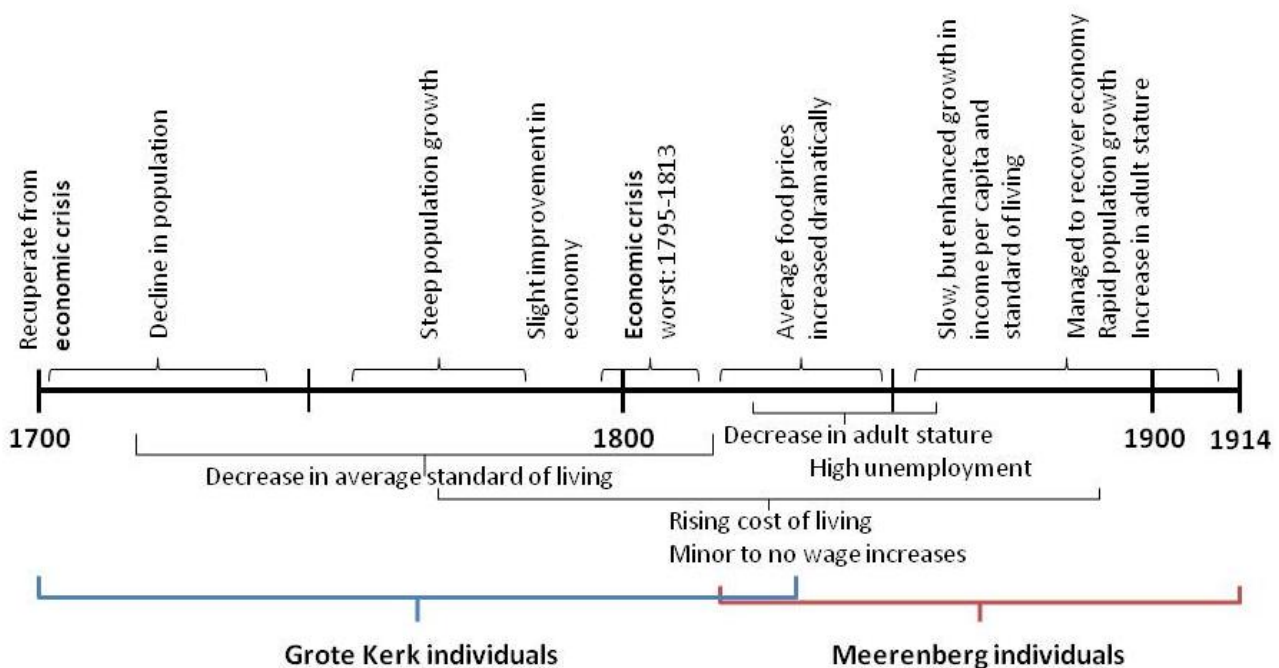 Recuperate from
economic crisis
Decline in population
Steep population growth
Slight improvement in
economy
Economic crisis
worst: 1795-1813
Average food prices
increased dramatically
Slow, but enhanced growth in
income per capita and
standard of living
Managed to recover economy
Rapid population growth
Increase in adult stature
1700
1800
1900
1914
Decrease in average standard of living
Decrease in adult stature
High unemployment
Rising cost of living
Minor to no wage increases
Grote Kerk individuals
Meerenberg individuals